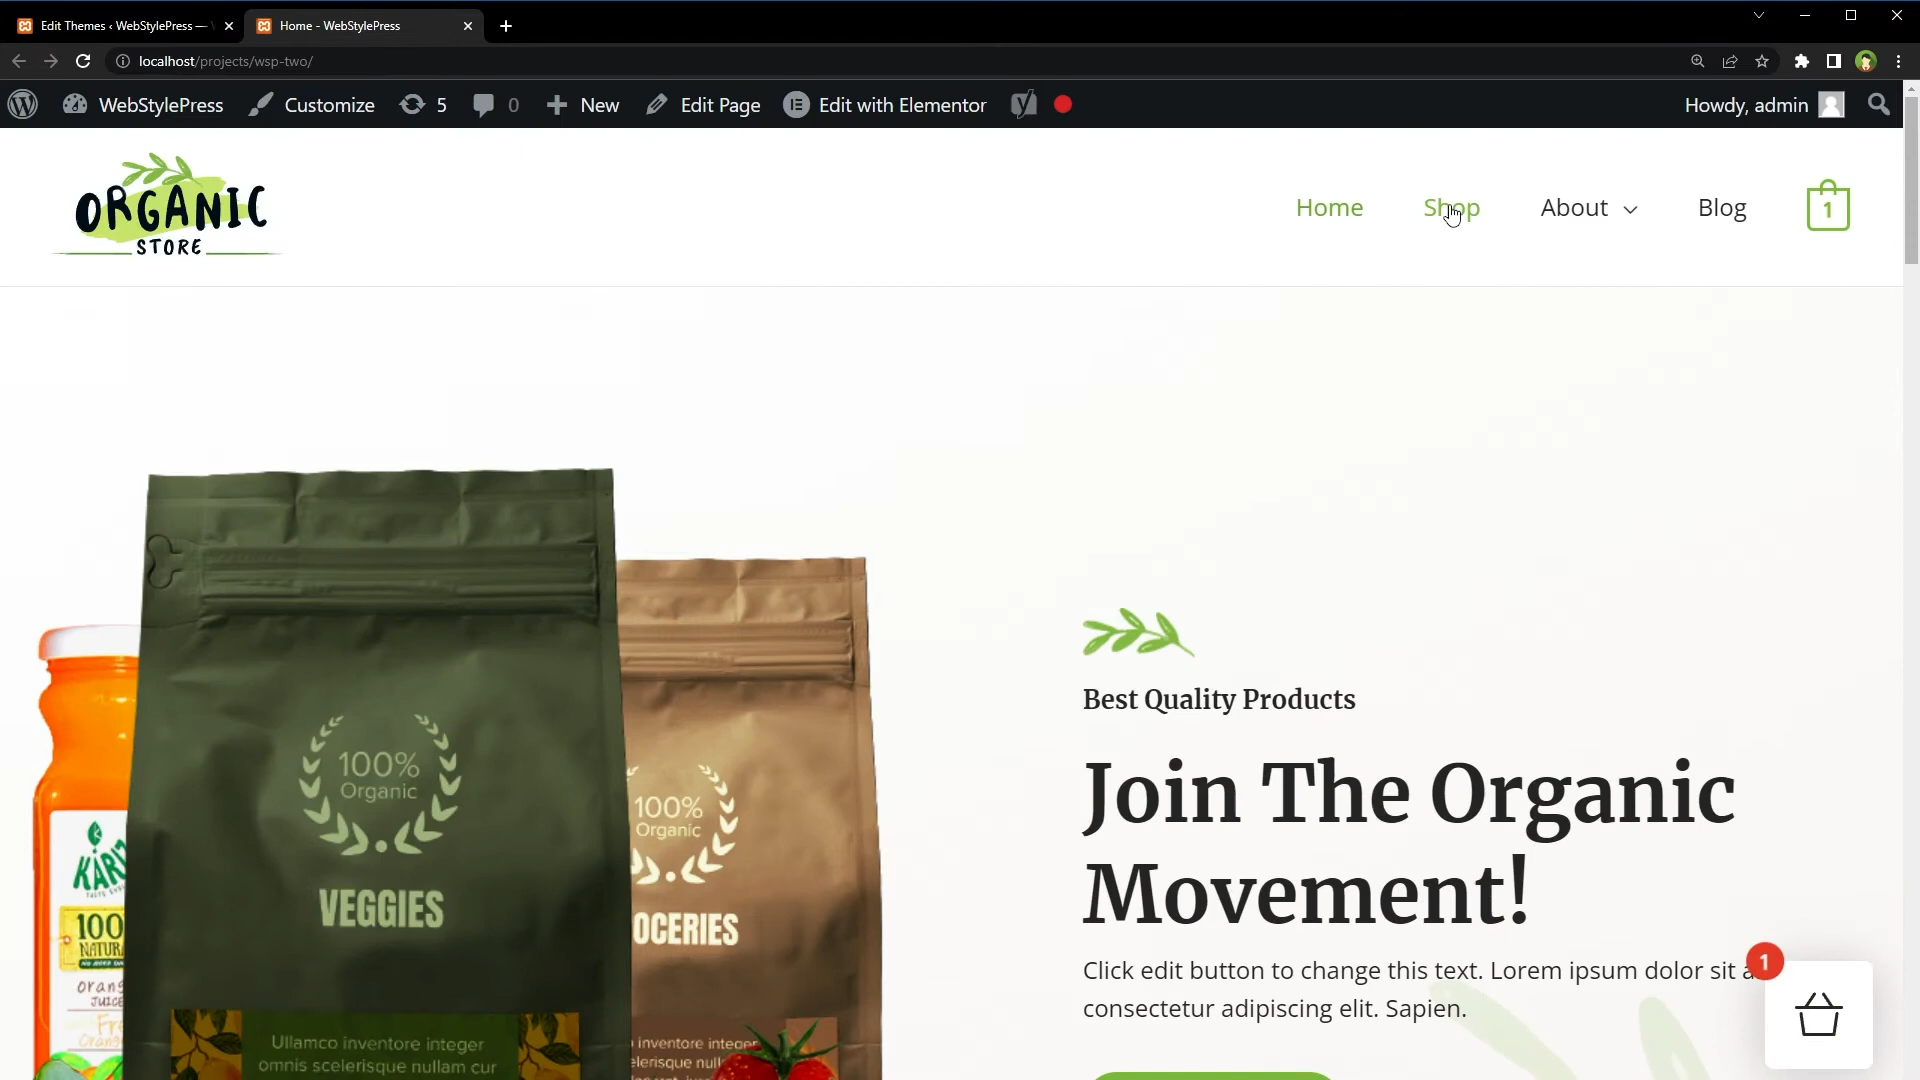 Edit Themes ‹ WebStylePress —
Home - WebStylePress
localhost/projects/wsp-two/
WebStylePress
Customize
5
0
New
Edit Page
Edit with Elementor
Howdy, admin
ORGANIC
STORE
Home
Shop
About
Blog
1
100%
Organic
VEGGIES
Ullamco inventore integer
omnis scelerisque nullam cur
100%
Organic
OCERIES
inventore integer
100
Best Quality Products
Join The Organic
Movement!
Click edit button to change this text. Lorem ipsum dolor sit a
consectetur adipiscing elit. Sapien.
1